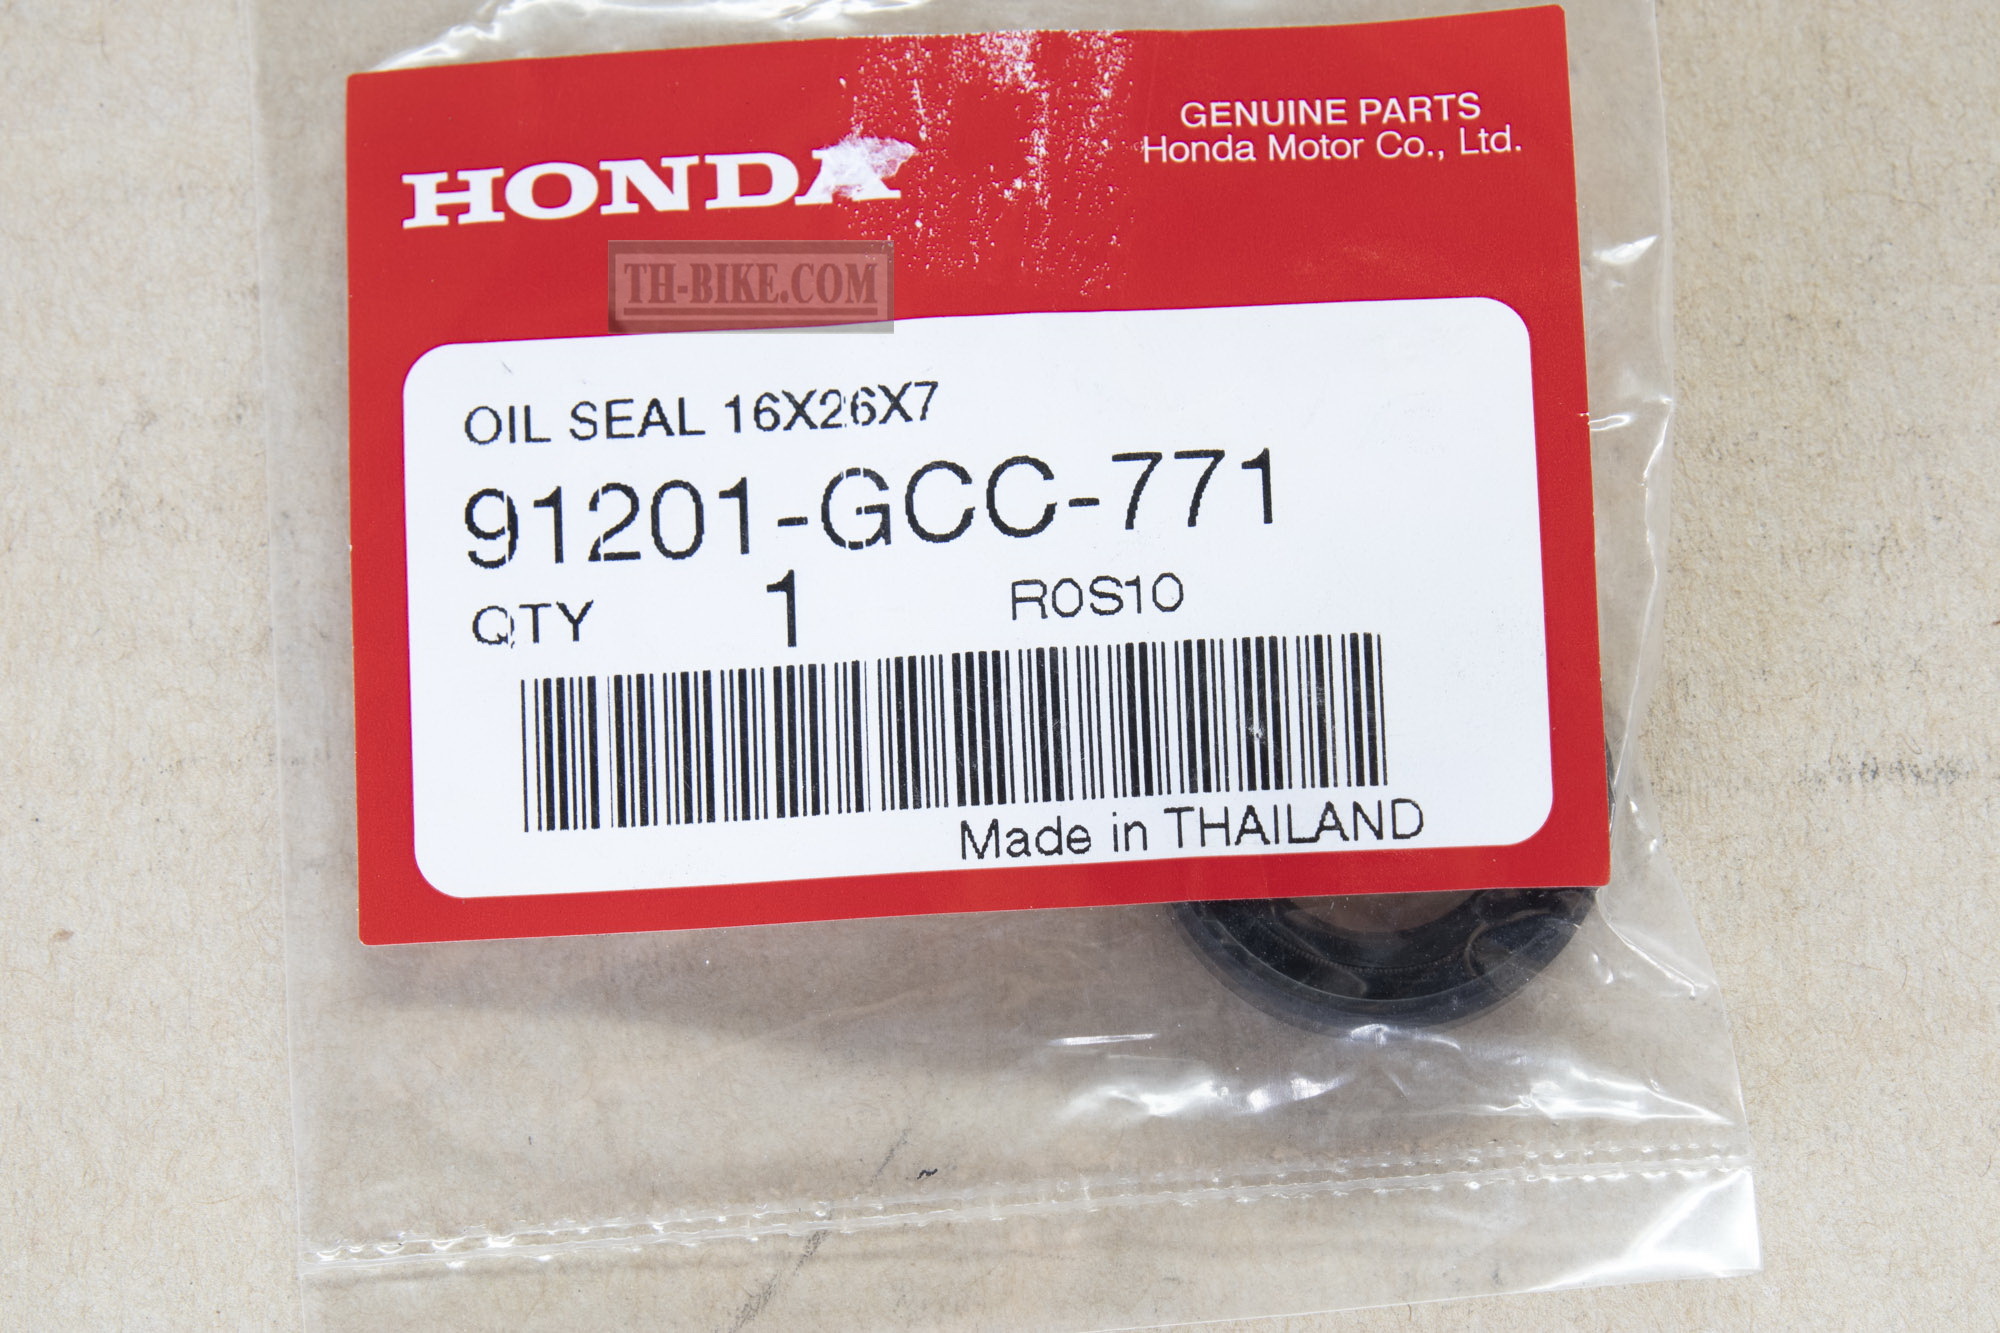 HONDA
GENUINE PARTS
Honda Motor Co., Ltd.
TH-BIKE.COM
OIL SEAL 16X26X7
91201-GCC-771
QTY 1 R0S10
Made in THAILAND